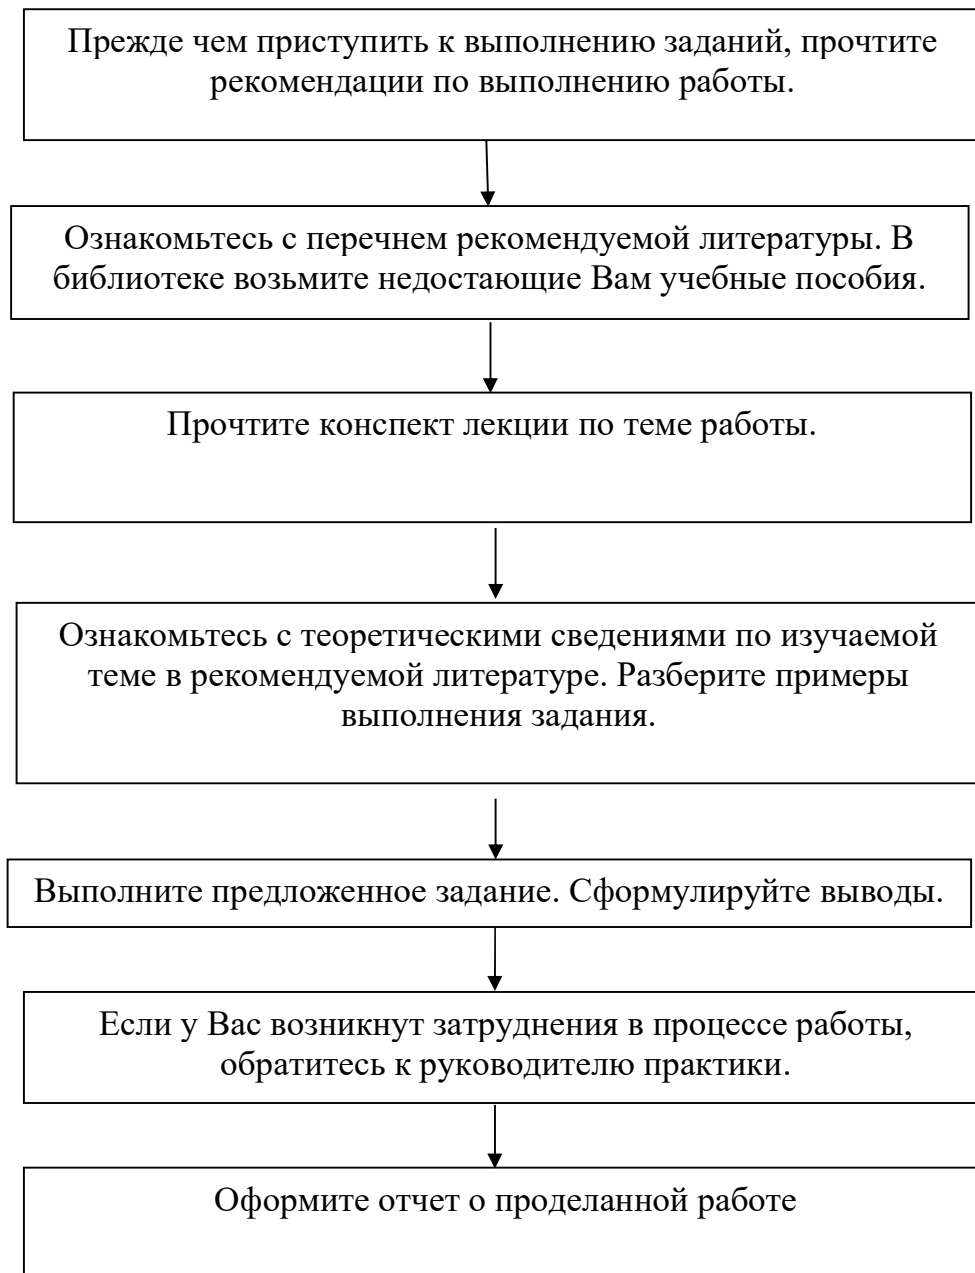 Прежде чем приступить к выполнению заданий, прочтите
рекомендации по выполнению работы.
Ознакомьтесь с перечнем рекомендуемой литературы. В
библиотеке возьмите недостающие Вам учебные пособия.
Прочтите конспект лекции по теме работы.
Ознакомьтесь с теоретическими сведениями по изучаемой
теме в рекомендуемой литературе. Разберите примеры
выполнения задания.
Выполните предложенное задание. Сформулируйте выводы.
Если у Вас возникнут затруднения в процессе работы,
обратитесь к руководителю практики.
Оформите отчет о проделанной работе